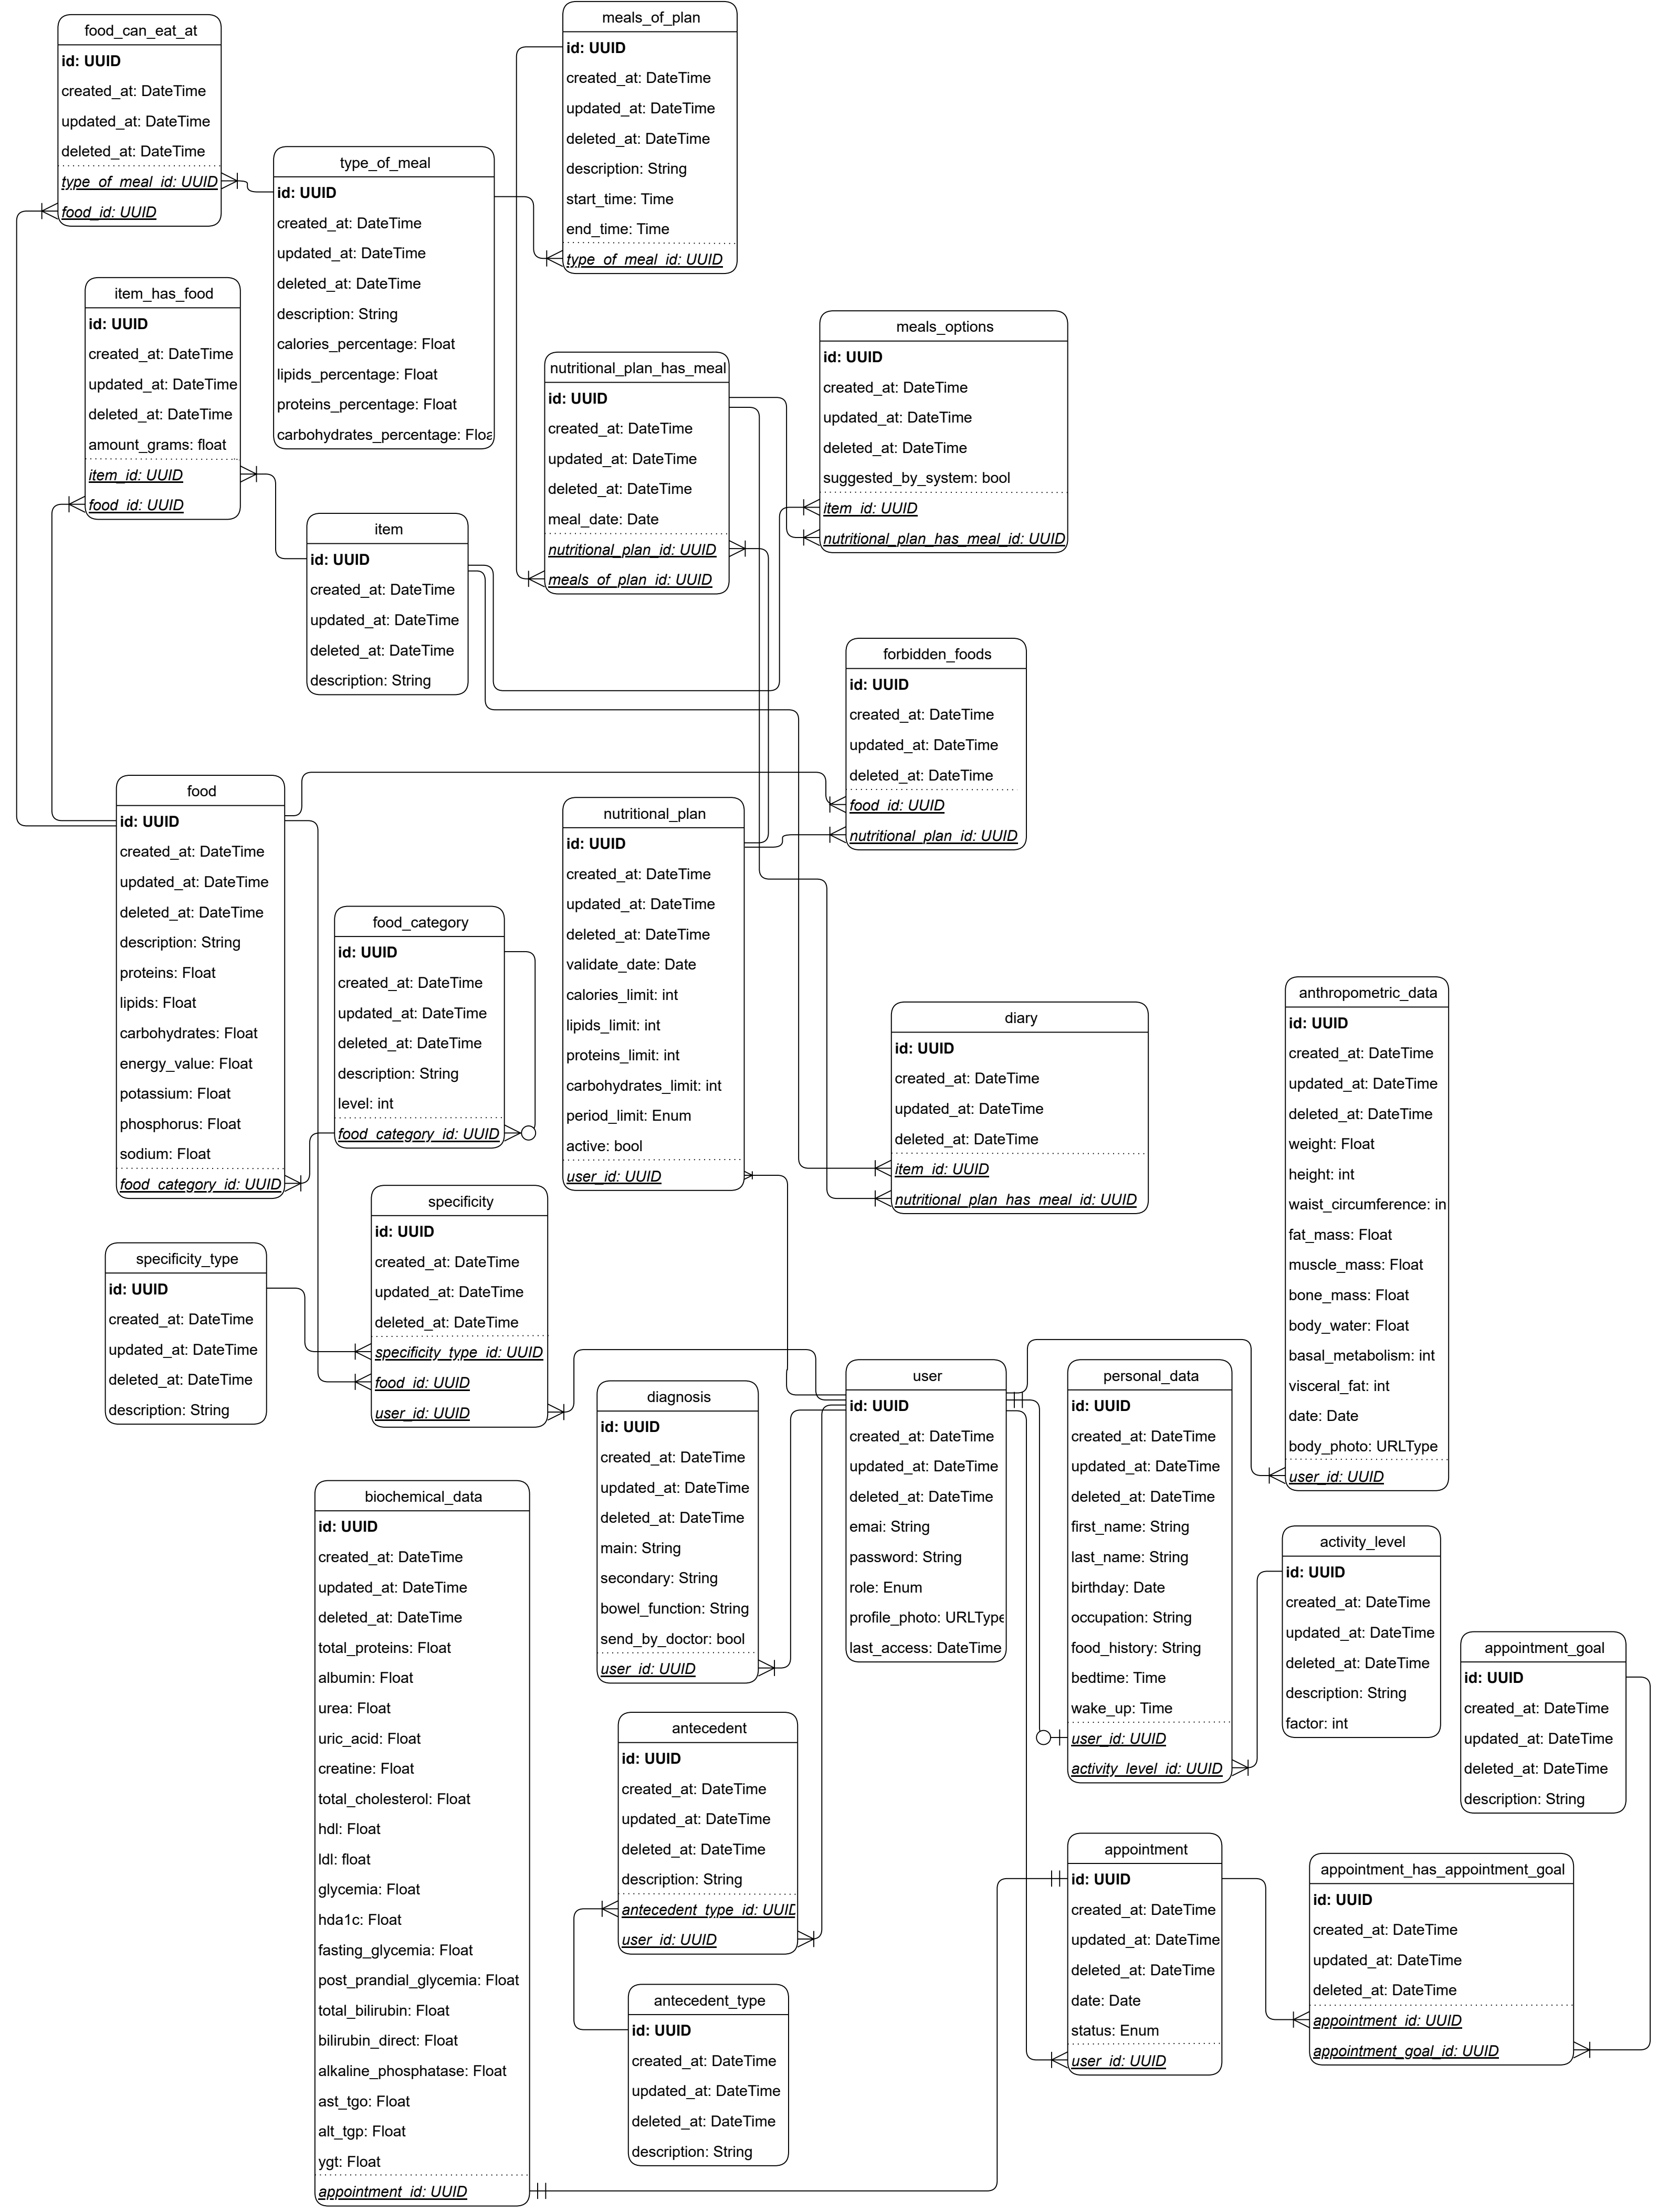 food_can_eat_at
id: UUID
created_at: DateTime
updated_at: DateTime
deleted_at: DateTime
type_of_meal_id: UUID
food_id: UUID
meals_of_plan
id: UUID
created_at: DateTime
updated_at: DateTime
deleted_at: DateTime
description: String
start_time: Time
end_time: Time
type_of_meal_id: UUID
type_of_meal
id: UUID
created_at: DateTime
updated_at: DateTime
deleted_at: DateTime
description: String
calories_percentage: Float
lipids_percentage: Float
proteins_percentage: Float
carbohydrates_percentage: Floa
item_has_food
id: UUID
created_at: DateTime
updated_at: DateTime
deleted_at: DateTime
amount_grams: float
item_id: UUID
food_id: UUID
meals_options
id: UUID
created_at: DateTime
updated_at: DateTime
deleted_at: DateTime
suggested_by_system: bool
item_id: UUID
nutritional_plan_has_meal_id: UUID
nutritional_plan_has_meal
id: UUID
created_at: DateTime
updated_at: DateTime
deleted_at: DateTime
meal_date: Date
nutritional_plan_id: UUID
meals_of_plan_id: UUID
item
id: UUID
created_at: DateTime
updated_at: DateTime
deleted_at: DateTime
description: String
forbidden_foods
id: UUID
created_at: DateTime
updated_at: DateTime
deleted_at: DateTime
food_id: UUID
nutritional_plan_id: UUID
food
id: UUID
created_at: DateTime
updated_at: DateTime
deleted_at: DateTime
description: String
proteins: Float
lipids: Float
carbohydrates: Float
energy_value: Float
potassium: Float
phosphorus: Float
sodium: Float
food_category_id: UUID
nutritional_plan
id: UUID
created_at: DateTime
updated_at: DateTime
deleted_at: DateTime
validate_date: Date
calories_limit: int
lipids_limit: int
proteins_limit: int
carbohydrates_limit: int
period_limit: Enum
active: bool
user_id: UUID
food_category
id: UUID
created_at: DateTime
updated_at: DateTime
deleted_at: DateTime
description: String
level: int
food_category_id: UUID
diary
id: UUID
created_at: DateTime
updated_at: DateTime
deleted_at: DateTime
item_id: UUID
nutritional_plan_has_meal_id: UUID
anthropometric_data
id: UUID
created_at: DateTime
updated_at: DateTime
deleted_at: DateTime
weight: Float
height: int
waist_circumference: in
fat_mass: Float
muscle_mass: Float
bone_mass: Float
body_water: Float
basal_metabolism: int
visceral_fat: int
date: Date
body_photo: URLType
user_id: UUID
specificity
id: UUID
created_at: DateTime
updated_at: DateTime
deleted_at: DateTime
specificity_type_id: UUID
food_id: UUID
user_id: UUID
specificity_type
id: UUID
created_at: DateTime
updated_at: DateTime
deleted_at: DateTime
description: String
diagnosis
id: UUID
created_at: DateTime
updated_at: DateTime
deleted_at: DateTime
main: String
secondary: String
bowel_function: String
send_by_doctor: bool
user_id: UUID
user
id: UUID
created_at: DateTime
updated_at: DateTime
deleted_at: DateTime
emai: String
password: String
role: Enum
profile_photo: URLType
last_access: DateTime
personal_data
id: UUID
created_at: DateTime
updated_at: DateTime
deleted_at: DateTime
first_name: String
last_name: String
birthday: Date
occupation: String
food_history: String
bedtime: Time
wake_up: Time
user_id: UUID
activity_level_id: UUID
biochemical_data
id: UUID
created_at: DateTime
updated_at: DateTime
deleted_at: DateTime
total_proteins: Float
albumin: Float
urea: Float
uric_acid: Float
creatine: Float
total_cholesterol: Float
hdl: Float
ldl: float
glycemia: Float
hda1c: Float
fasting_glycemia: Float
post_prandial_glycemia: Float
total_bilirubin: Float
bilirubin_direct: Float
alkaline_phosphatase: Float
ast_tgo: Float
alt_tgp: Float
ygt: Float
appointment_id: UUID
activity_level
id: UUID
created_at: DateTime
updated_at: DateTime
deleted_at: DateTime
description: String
factor: int
appointment_goal
id: UUID
created_at: DateTime
updated_at: DateTime
deleted_at: DateTime
description: String
antecedent
id: UUID
created_at: DateTime
updated_at: DateTime
deleted_at: DateTime
description: String
antecedent_type_id: UUID
user_id: UUID
appointment
id: UUID
created_at: DateTime
updated_at: DateTime
deleted_at: DateTime
date: Date
status: Enum
user_id: UUID
appointment_has_appointment_goal
id: UUID
created_at: DateTime
updated_at: DateTime
deleted_at: DateTime
appointment_id: UUID
appointment_goal_id: UUID
antecedent_type
id: UUID
created_at: DateTime
updated_at: DateTime
deleted_at: DateTime
description: String